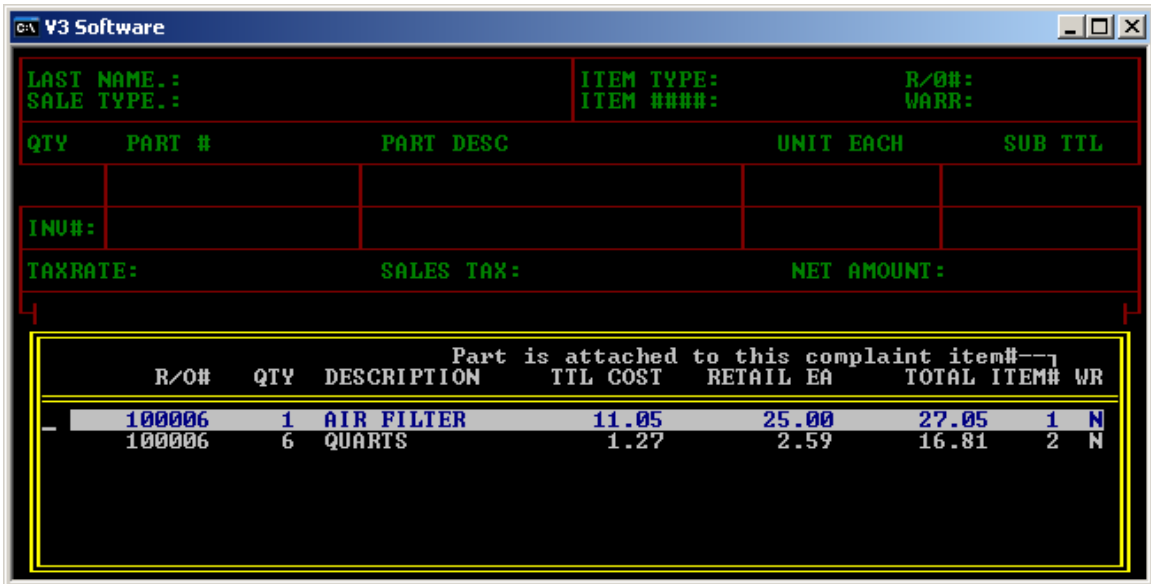 V3 Software
LAST NAME.: ITEM TYPE: R/O#:
SALE TYPE.: ITEM ####: WARR:
QTY PART # PART DESC UNIT EACH SUB TTL
INV#:
TAXRATE: SALES TAX: NET AMOUNT:
Part is attached to this complaint item#--┐
R/O# QTY DESCRIPTION TTL COST RETAIL EA TOTAL ITEM# WR
100006 1 AIR FILTER 11.05 25.00 27.05 1 N
100006 6 QUARTS 1.27 2.59 16.81 2 N